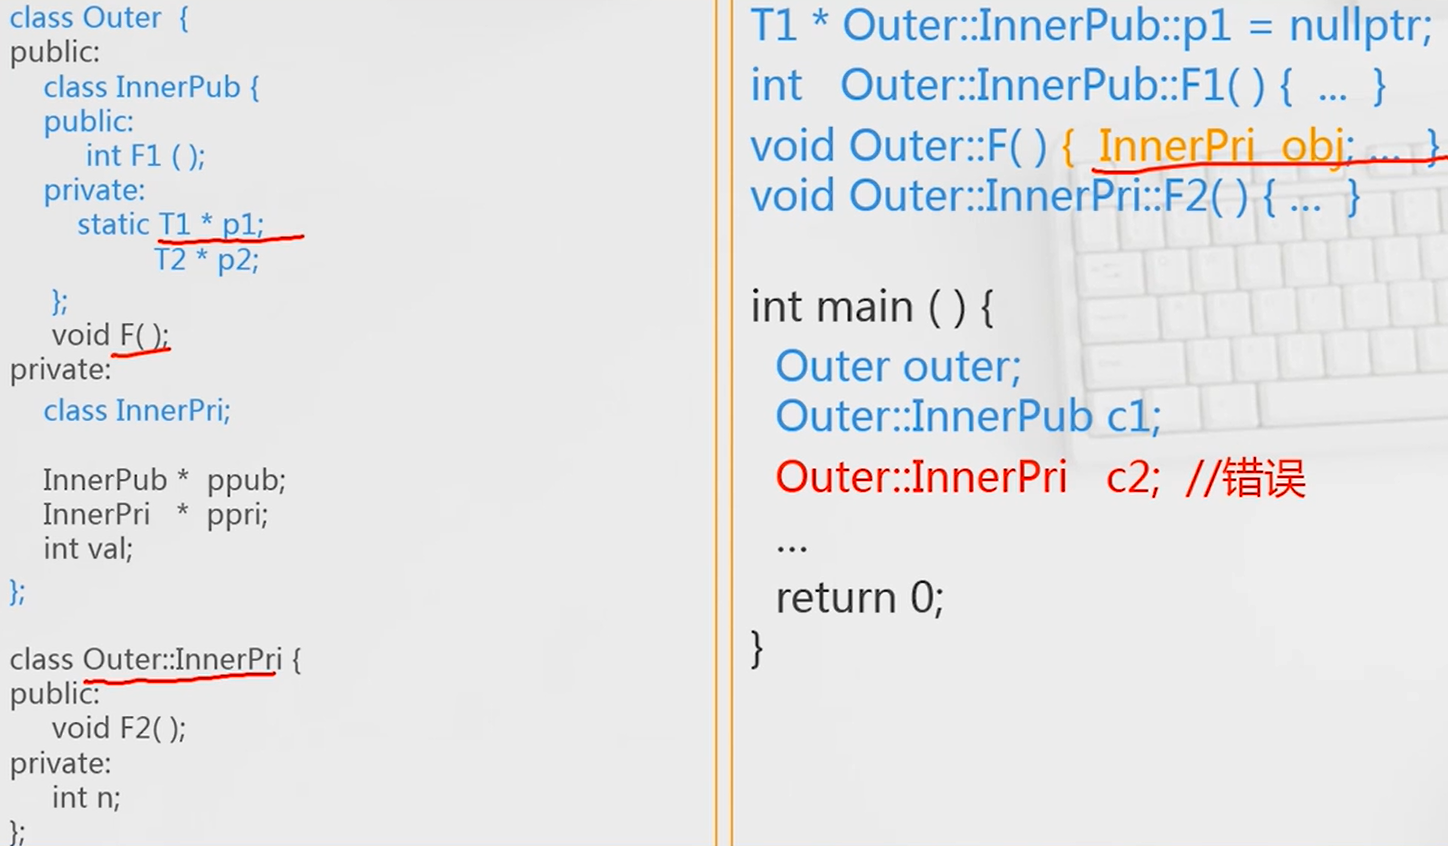 class Outer {
public:
class InnerPub {
public:
int F1 ( );
private:
static T1 * p1;
T2 * p2;
};
void F( );
private:
class InnerPri;
InnerPub * ppub;
InnerPri * ppri;
int val;
};
class Outer::InnerPri {
public:
void F2( );
private:
int n;
};
T1 * Outer::InnerPub::p1 = nullptr;
int Outer::InnerPub::F1( ) { ... }
void Outer::F( ) { InnerPri obj; ... }
void Outer::InnerPri::F2( ) { ... }
int main ( ) {
Outer outer;
Outer::InnerPub c1;
Outer::InnerPri c2; //错误
...
return 0;
}